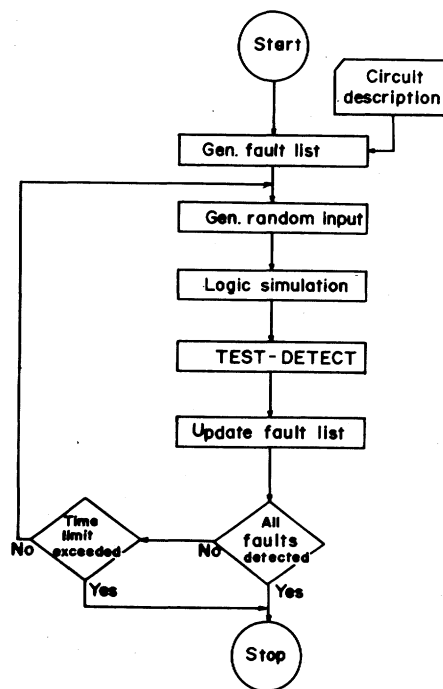 Start
Circuit
description
Gen. fault list
Gen. random input
Logic simulation
TEST-DETECT
Update fault list
Time
limit
exceeded
No
Yes
All
faults
detected
No
Yes
Stop